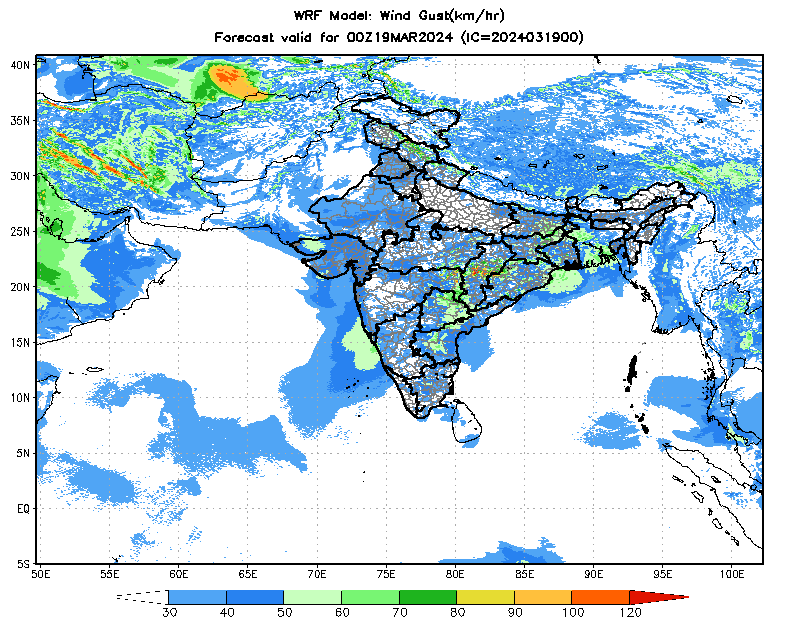 WRF Model: Wind Gust(km/hr)
Forecast valid for 00Z19MAR2024 (IC=2024031900)
40N
35N
30N
25N
20N
15N
10N
5N
EQ
5S
50E 55E 60E 65E 70E 75E 80E 85E 90E 95E 100E
30 40 50 60 70 80 90 100 120